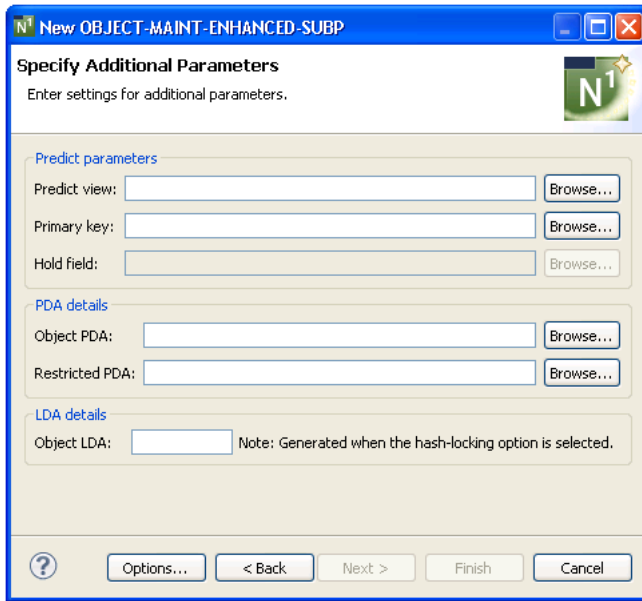 N1 New OBJECT-MAINT-ENHANCED-SUBP
Specify Additional Parameters
Enter settings for additional parameters.
N1
Predict parameters
Predict view: Browse...
Primary key: Browse...
Hold field: Browse...
PDA details
Object PDA: Browse...
Restricted PDA: Browse...
LDA details
Object LDA: Note: Generated when the hash-locking option is selected.
? Options... < Back Next > Finish Cancel